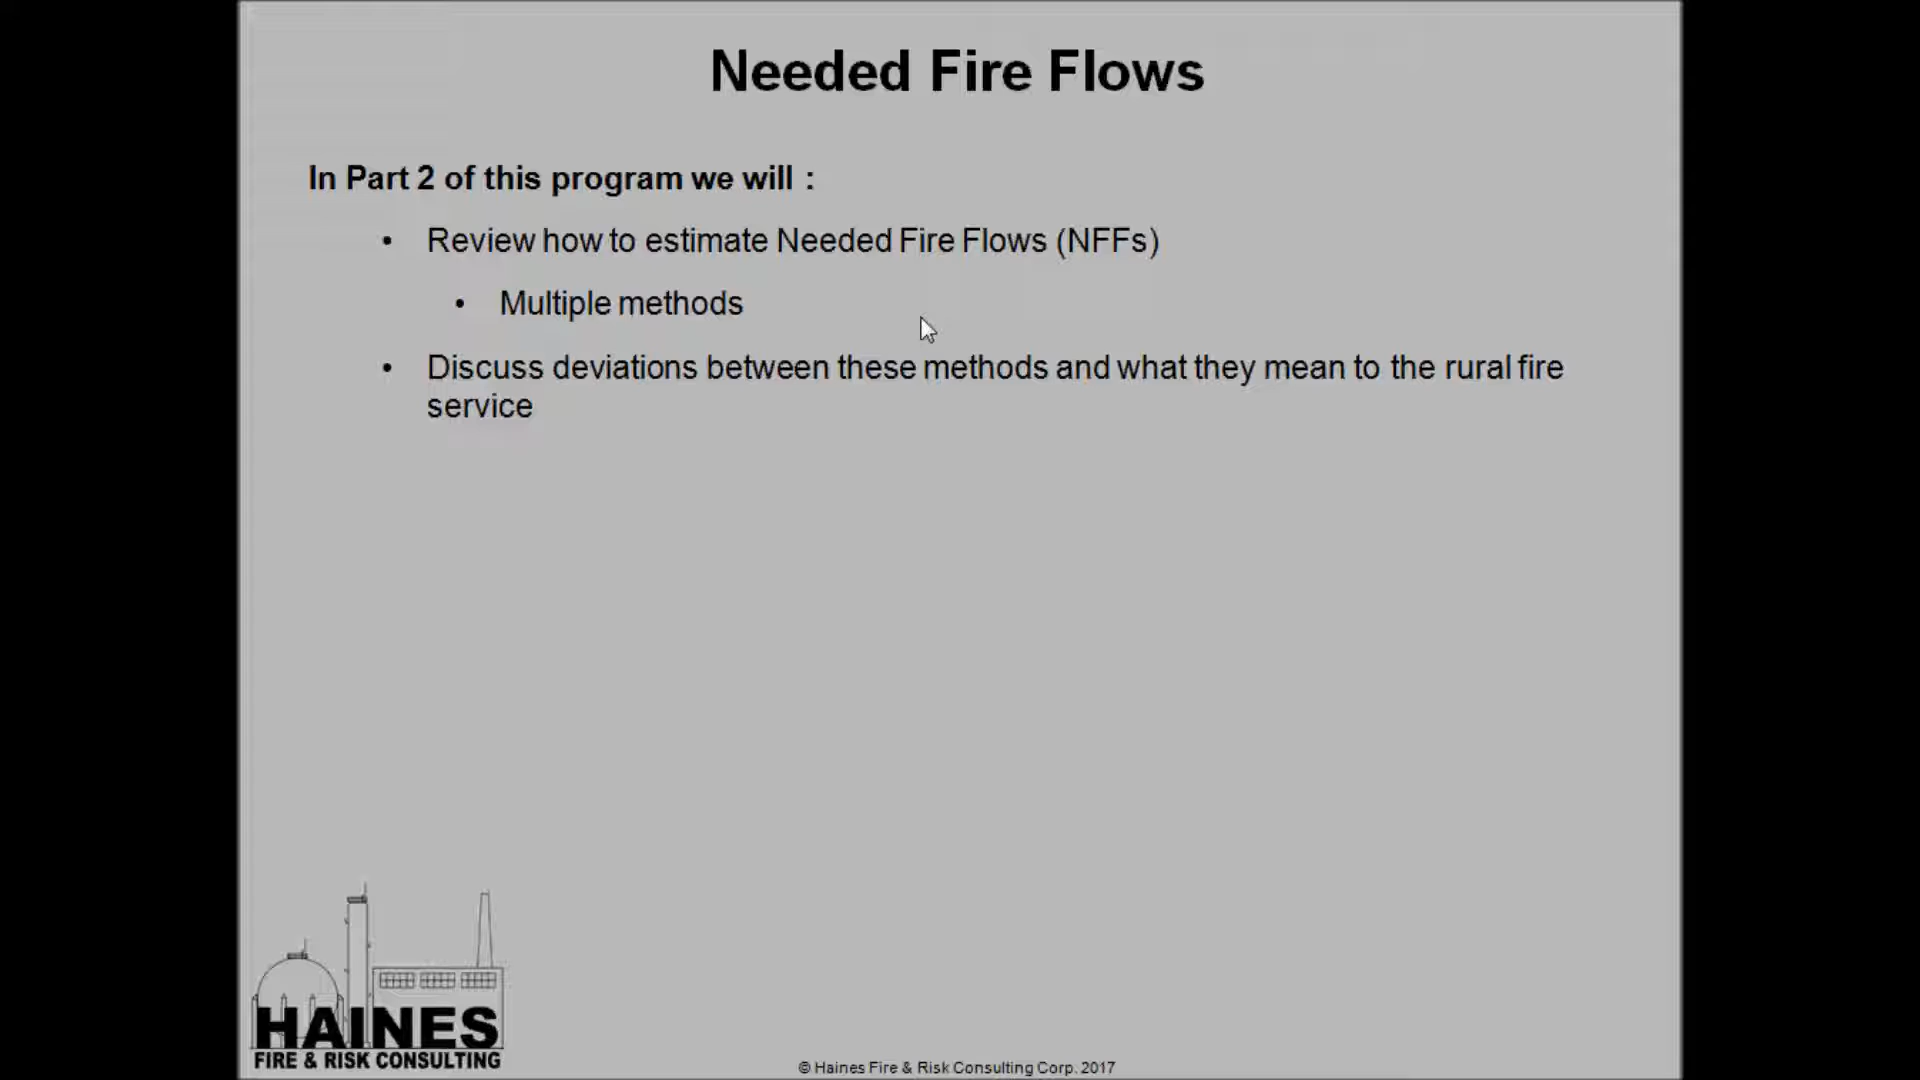 Needed Fire Flows
In Part 2 of this program we will :
• Review how to estimate Needed Fire Flows (NFFs)
• Multiple methods
• Discuss deviations between these methods and what they mean to the rural fire
service
HAINES
FIRE & RISK CONSULTING
© Haines Fire & Risk Consulting Corp. 2017